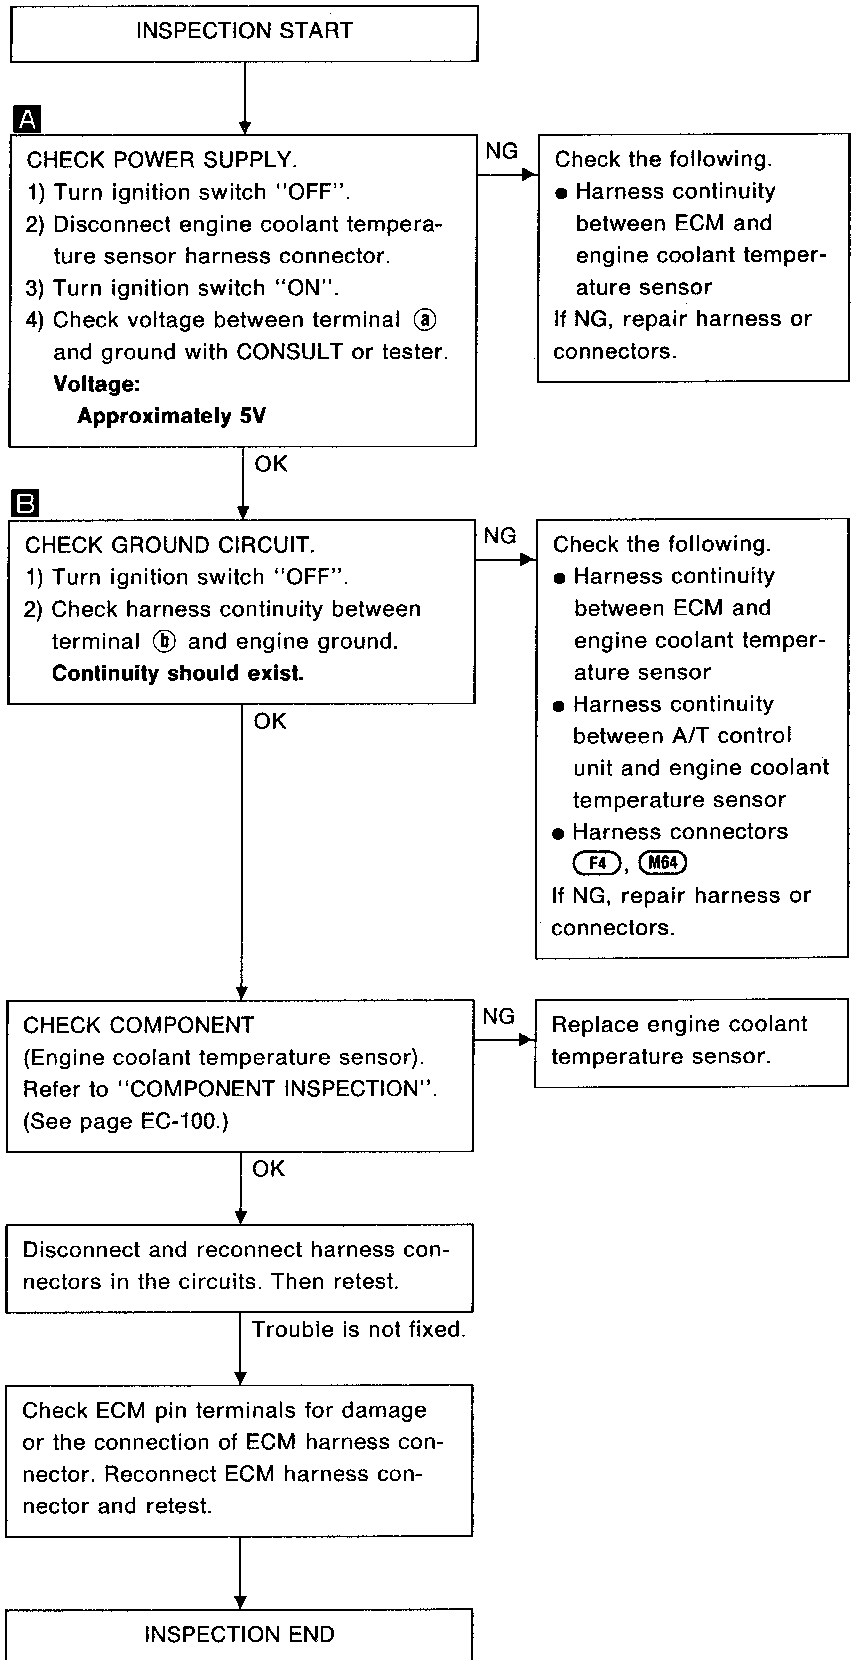 INSPECTION START
A
CHECK POWER SUPPLY.
1) Turn ignition switch "OFF".
2) Disconnect engine coolant tempera-
ture sensor harness connector.
3) Turn ignition switch "ON".
4) Check voltage between terminal ⓐ
and ground with CONSULT or tester.
Voltage:
Approximately 5V
NG
Check the following.
● Harness continuity
between ECM and
engine coolant temper-
ature sensor
If NG, repair harness or
connectors.
OK
B
CHECK GROUND CIRCUIT.
1) Turn ignition switch "OFF".
2) Check harness continuity between
terminal ⓑ and engine ground.
Continuity should exist.
NG
Check the following.
● Harness continuity
between ECM and
engine coolant temper-
ature sensor
● Harness continuity
between A/T control
unit and engine coolant
temperature sensor
● Harness connectors
F4, M64
If NG, repair harness or
connectors.
OK
CHECK COMPONENT
(Engine coolant temperature sensor).
Refer to "COMPONENT INSPECTION".
(See page EC-100.)
NG
Replace engine coolant
temperature sensor.
OK
Disconnect and reconnect harness con-
nectors in the circuits. Then retest.
Trouble is not fixed.
Check ECM pin terminals for damage
or the connection of ECM harness con-
nector. Reconnect ECM harness con-
nector and retest.
INSPECTION END